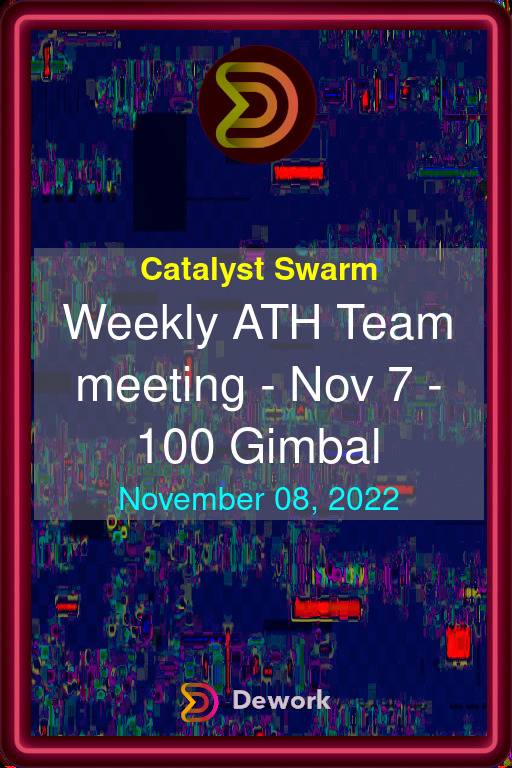 Catalyst Swarm
Weekly ATH Team
meeting - Nov 7 -
100 Gimbal
November 08, 2022
Dework